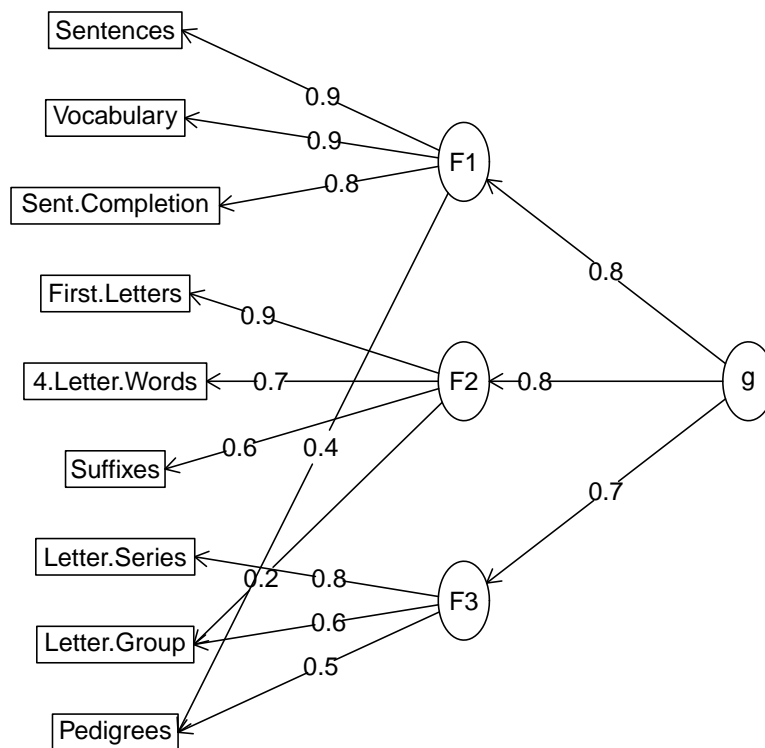 Sentences
Vocabulary
Sent.Completion
First.Letters
4.Letter.Words
Suffixes
Letter.Series
Letter.Group
Pedigrees
0.9
0.9
0.8
0.9
0.7
0.6
0.4
0.2
0.8
0.6
0.5
F1
F2
F3
0.8
0.8
0.7
g